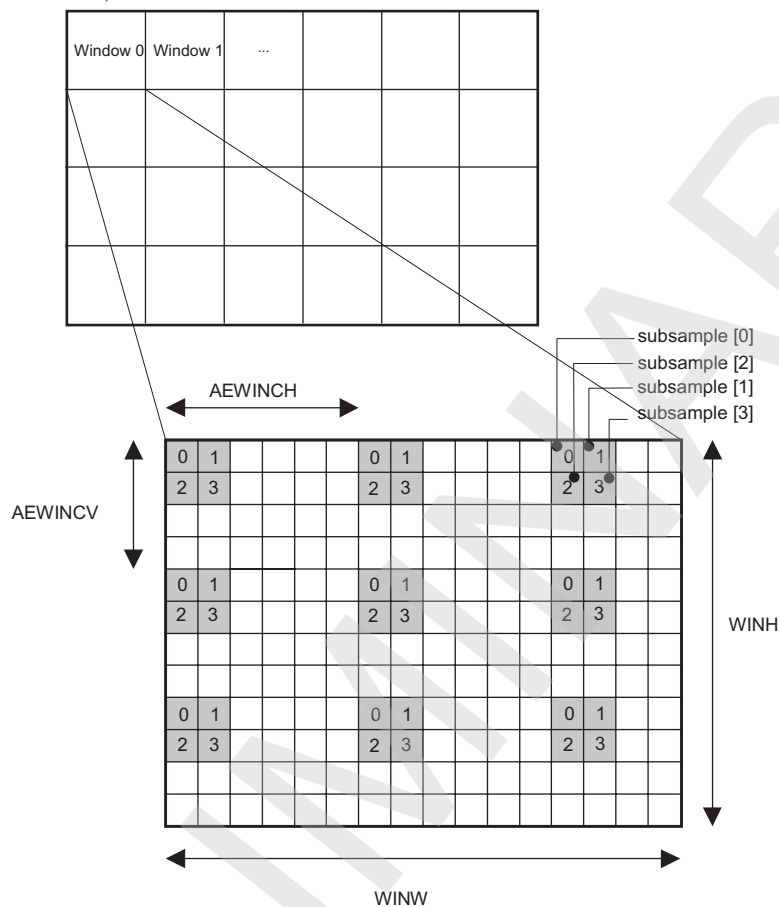 Window 0 Window 1 ...
subsample [0]
subsample [2]
AEWINCH
subsample [1]
subsample [3]
0 1 0 1 0 1
2 3 2 3 2 3
AEWINCV
0 1 0 1 0 1
2 3 2 3 2 3
WINH
0 1 0 1 0 1
2 3 2 3 2 3
WINW